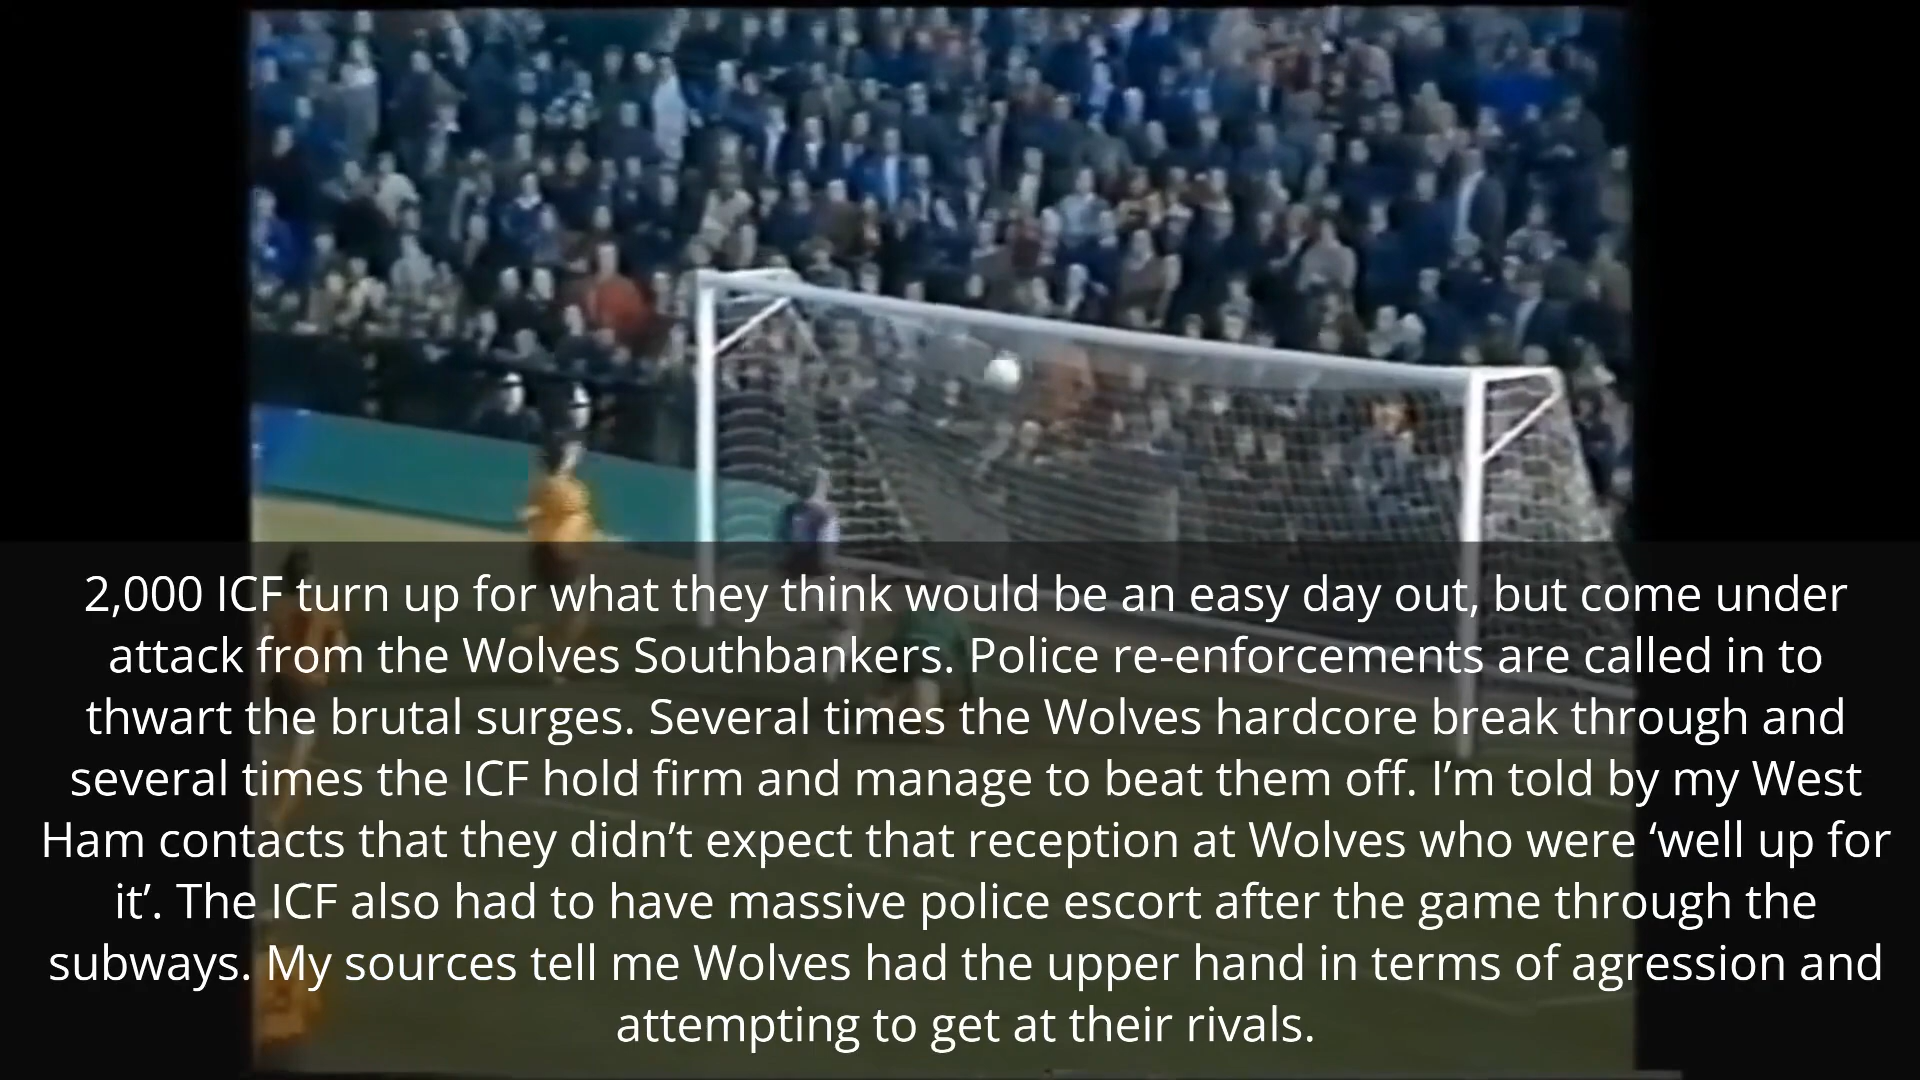 2,000 ICF turn up for what they think would be an easy day out, but come under
attack from the Wolves Southbankers. Police re-enforcements are called in to
thwart the brutal surges. Several times the Wolves hardcore break through and
several times the ICF hold firm and manage to beat them off. I’m told by my West
Ham contacts that they didn’t expect that reception at Wolves who were ‘well up for
it’. The ICF also had to have massive police escort after the game through the
subways. My sources tell me Wolves had the upper hand in terms of agression and
attempting to get at their rivals.